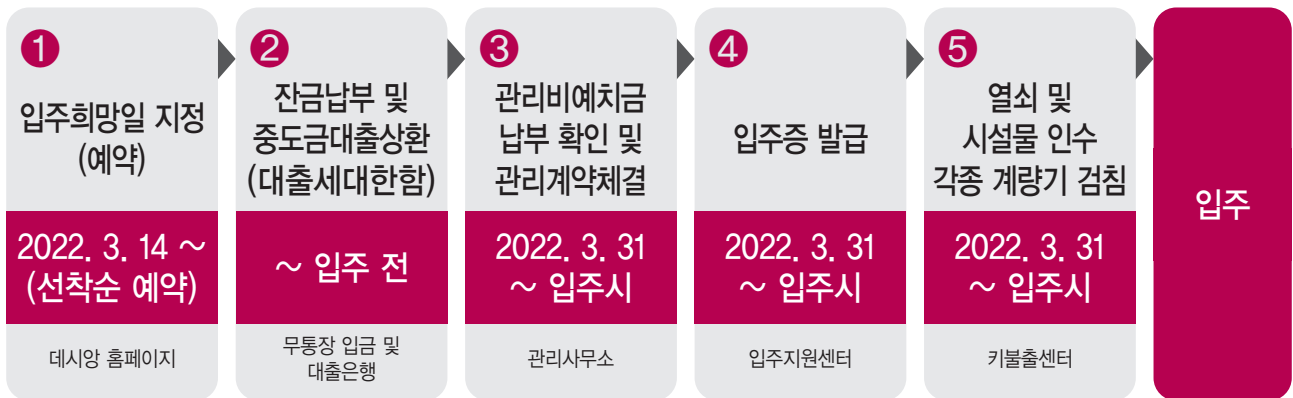 1
입주희망일 지정
(예약)
2022. 3. 14 ~
(선착순 예약)
데시앙 홈페이지
2
잔금납부 및
중도금대출상환
(대출세대한함)
~ 입주 전
무통장 입금 및
대출은행
3
관리비예치금
납부 확인 및
관리계약체결
2022. 3. 31
~ 입주시
관리사무소
4
입주증 발급
2022. 3. 31
~ 입주시
입주지원센터
5
열쇠 및
시설물 인수
각종 계량기 검침
2022. 3. 31
~ 입주시
키불출센터
입주